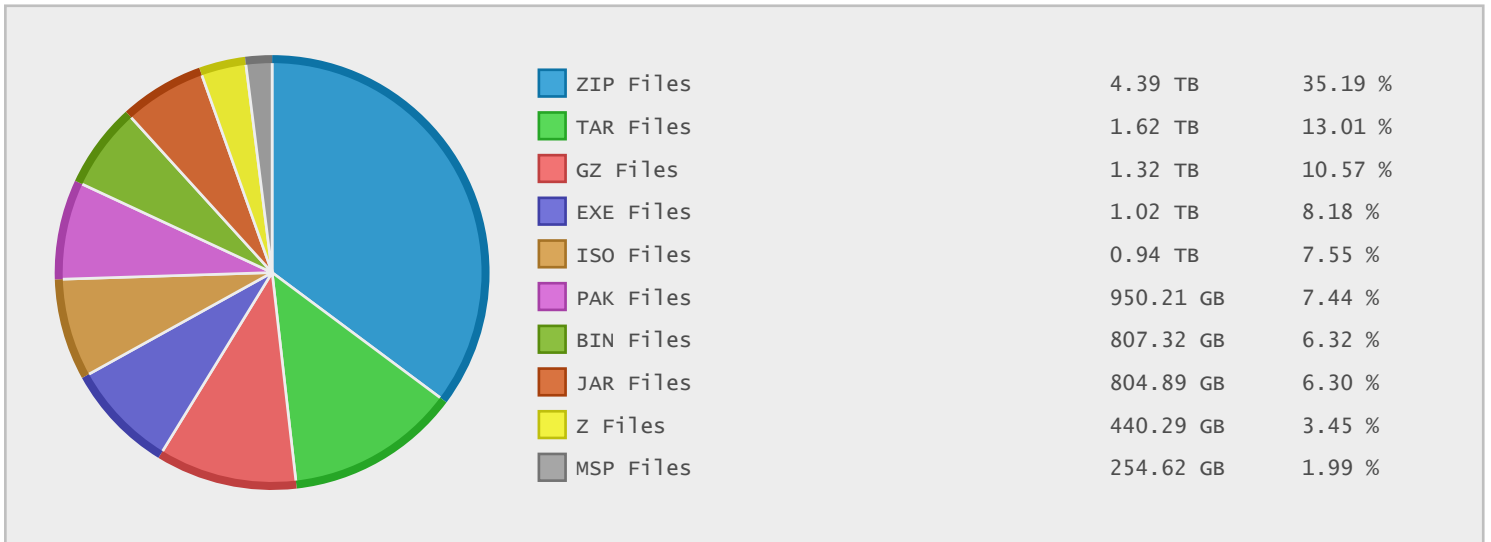 ZIP Files 4.39 TB 35.19 %
TAR Files 1.62 TB 13.01 %
GZ Files 1.32 TB 10.57 %
EXE Files 1.02 TB 8.18 %
ISO Files 0.94 TB 7.55 %
PAK Files 950.21 GB 7.44 %
BIN Files 807.32 GB 6.32 %
JAR Files 804.89 GB 6.30 %
Z Files 440.29 GB 3.45 %
MSP Files 254.62 GB 1.99 %